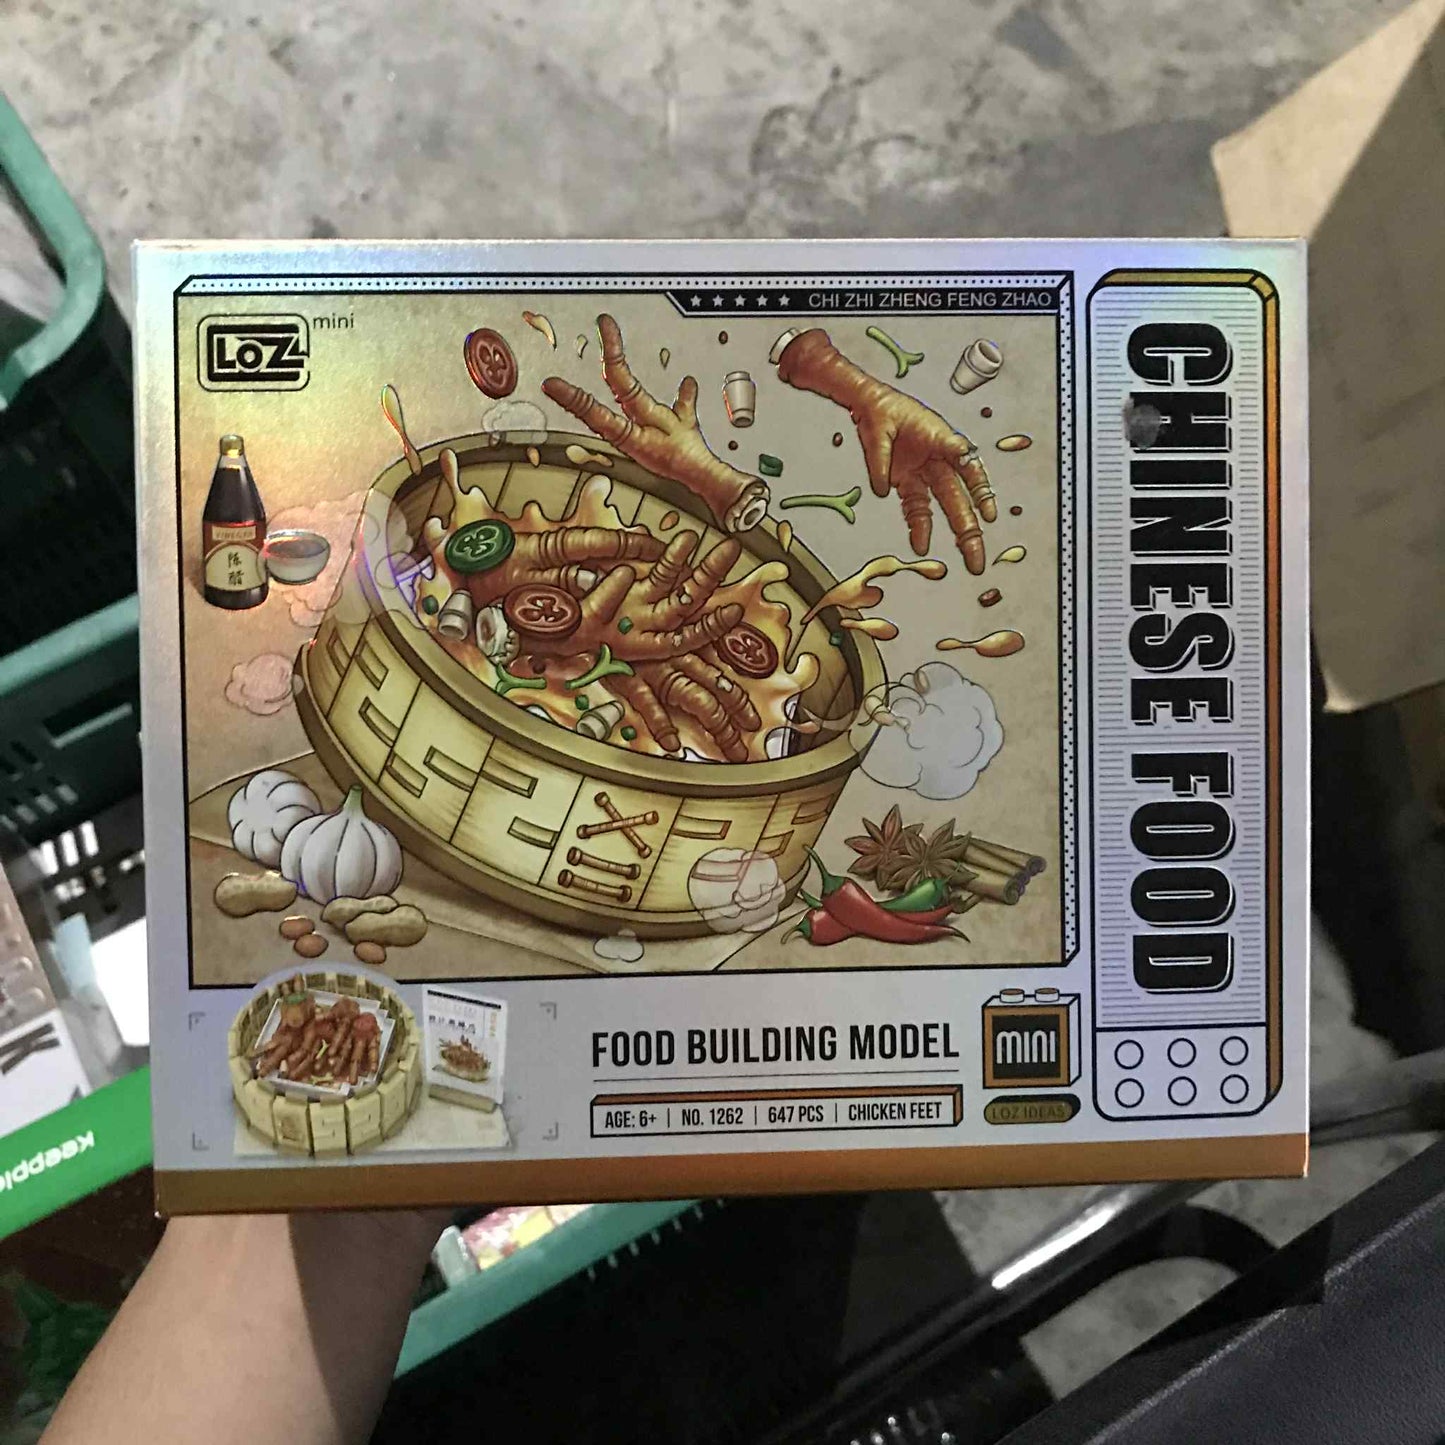 LOZ mini
★★★★★ CHI ZHI ZHENG FENG ZHAO
CHINESE FOOD
VINEGAR
陈
醋
FOOD BUILDING MODEL
AGE: 6+ | NO. 1262 | 647 PCS | CHICKEN FEET
mini
LOZ IDEAS
keepple